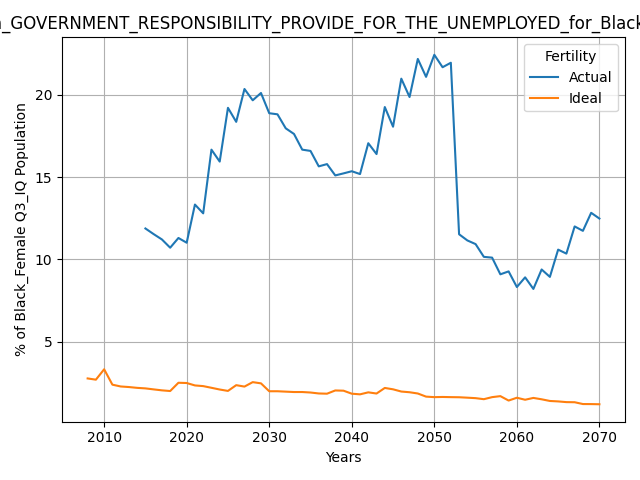 _GOVERNMENT_RESPONSIBILITY_PROVIDE_FOR_THE_UNEMPLOYED_for_Black
Fertility
Actual
Ideal
% of Black_Female Q3_IQ Population
20
15
10
5
2010 2020 2030 2040 2050 2060 2070
Years